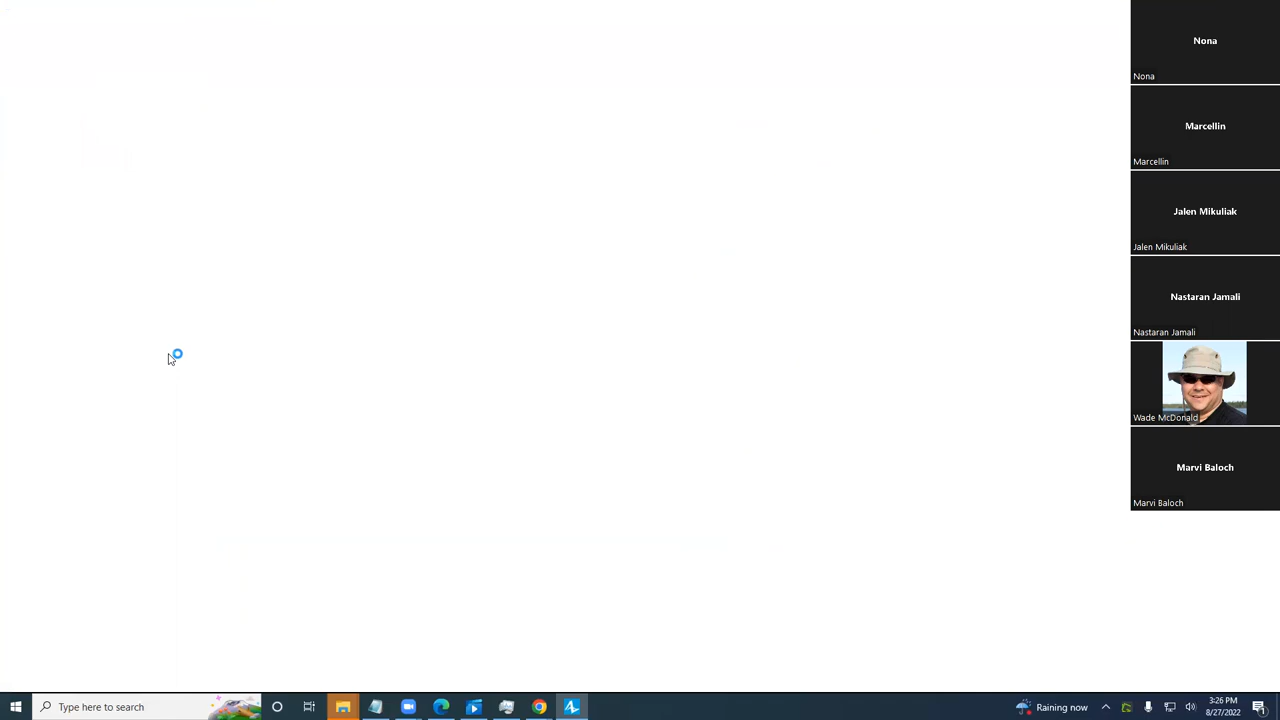 Nona
Nona
Marcellin
Marcellin
Jalen Mikuliak
Jalen Mikuliak
Nastaran Jamali
Nastaran Jamali
Wade McDonald
Marvi Baloch
Marvi Baloch
Type here to search
Raining now
3:26 PM
8/27/2022
1